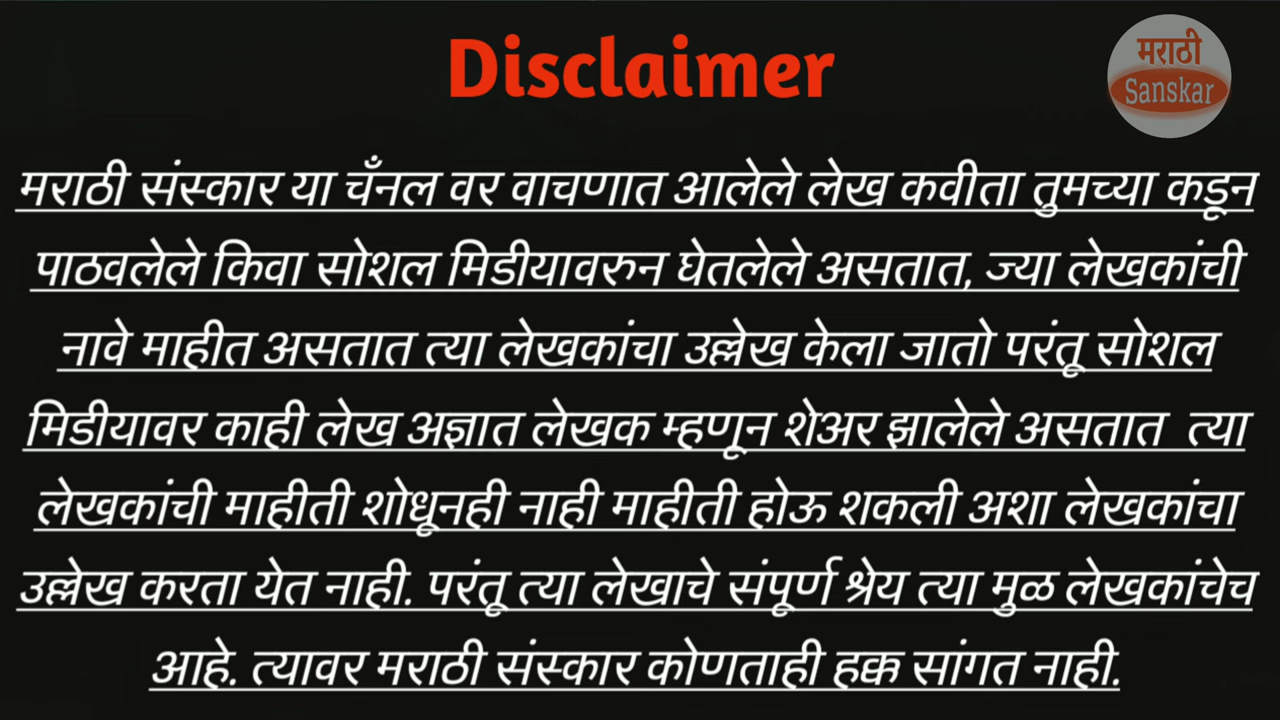 Disclaimer
मराठी
Sanskar
मराठी संस्कार या चॅंनल वर वाचणात आलेले लेख कवीता तुमच्या कडून
पाठवलेले किवा सोशल मिडीयावरुन घेतलेले असतात, ज्या लेखकांची
नावे माहीत असतात त्या लेखकांचा उल्लेख केला जातो परंतू सोशल
मिडीयावर काही लेख अज्ञात लेखक म्हणून शेअर झालेले असतात त्या
लेखकांची माहीती शोधूनही नाही माहीती होऊ शकली अशा लेखकांचा
उल्लेख करता येत नाही. परंतू त्या लेखाचे संपूर्ण श्रेय त्या मुळ लेखकांचेच
आहे. त्यावर मराठी संस्कार कोणताही हक्क सांगत नाही.